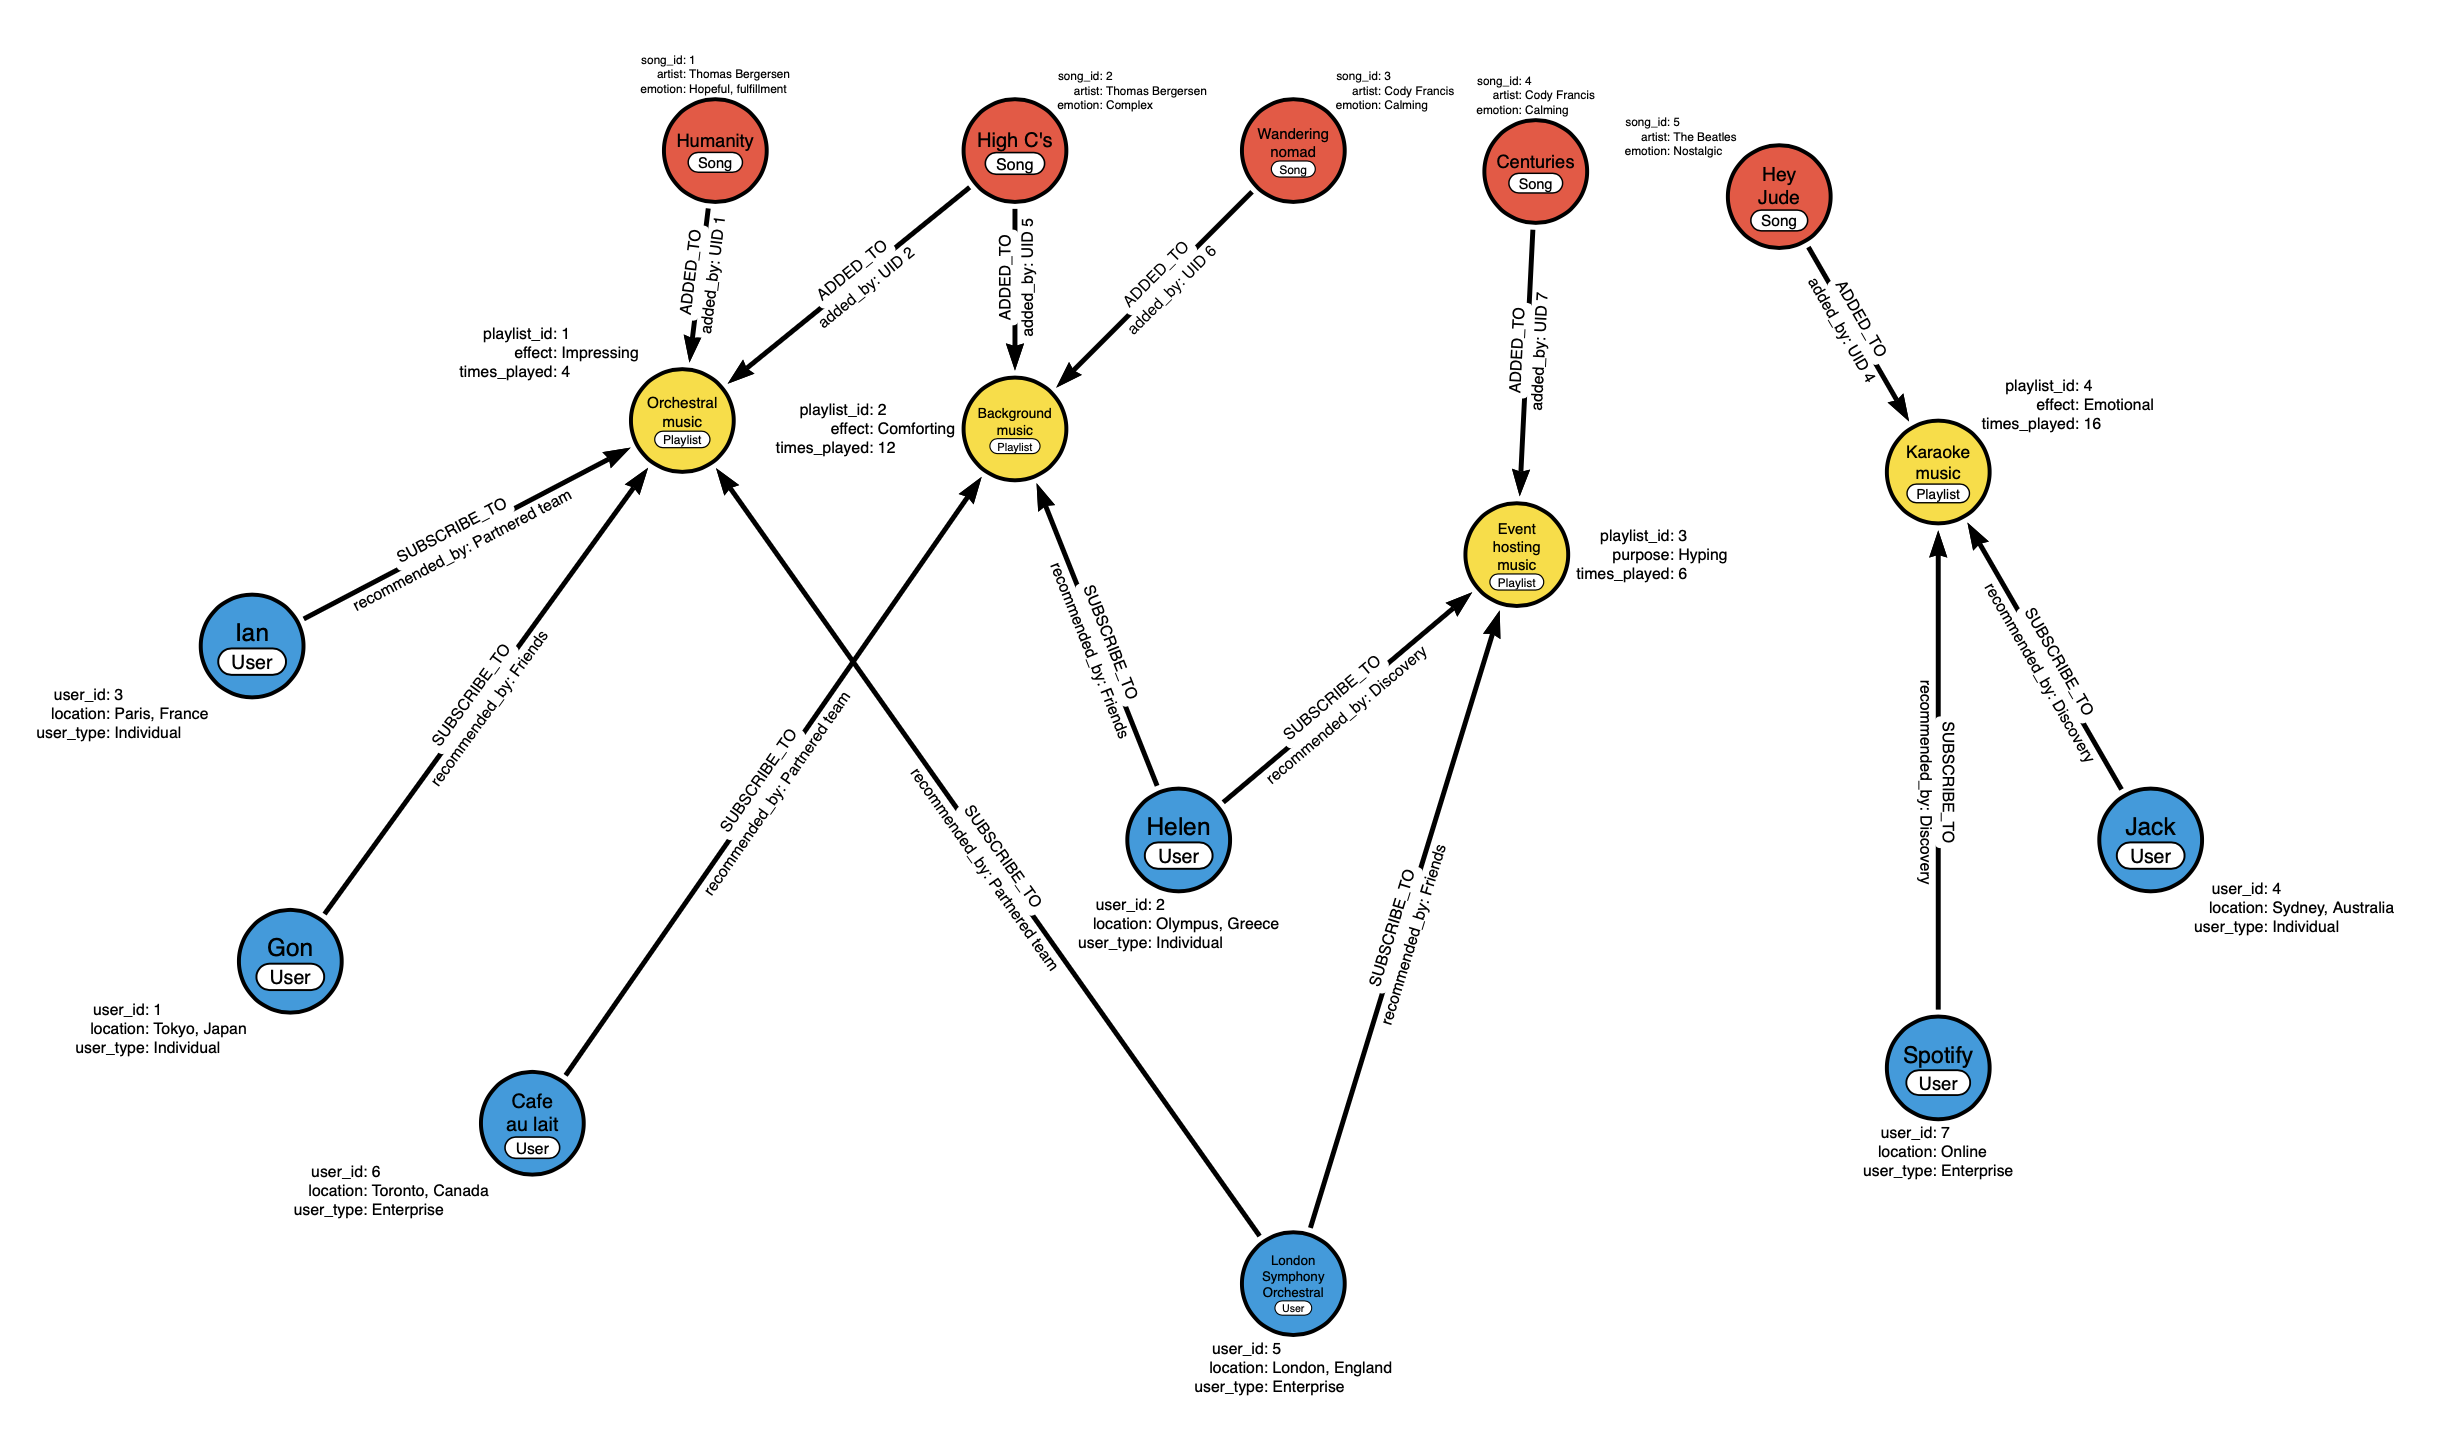 song_id: 1
artist: Thomas Bergersen
emotion: Hopeful, fulfillment
Humanity
Song
song_id: 2
artist: Thomas Bergersen
emotion: Complex
High C's
Song
song_id: 3
artist: Cody Francis
emotion: Calming
Wandering
nomad
Song
song_id: 4
artist: Cody Francis
emotion: Calming
Centuries
Song
song_id: 5
artist: The Beatles
emotion: Nostalgic
Hey
Jude
Song
ADDED_TO
added_by: UID 1
ADDED_TO
added_by: UID 2
ADDED_TO
added_by: UID 5
ADDED_TO
added_by: UID 6
ADDED_TO
added_by: UID 7
ADDED_TO
added_by: UID 4
playlist_id: 1
effect: Impressing
times_played: 4
Orchestral
music
Playlist
playlist_id: 2
effect: Comforting
times_played: 12
Background
music
Playlist
Event
hosting
music
Playlist
playlist_id: 3
purpose: Hyping
times_played: 6
playlist_id: 4
effect: Emotional
times_played: 16
Karaoke
music
Playlist
SUBSCRIBE_TO
recommended_by: Partnered team
SUBSCRIBE_TO
recommended_by: Friends
SUBSCRIBE_TO
recommended_by: Partnered team
SUBSCRIBE_TO
recommended_by: Partnered team
SUBSCRIBE_TO
recommended_by: Friends
SUBSCRIBE_TO
recommended_by: Discovery
SUBSCRIBE_TO
recommended_by: Friends
SUBSCRIBE_TO
recommended_by: Discovery
SUBSCRIBE_TO
recommended_by: Discovery
Ian
User
user_id: 3
location: Paris, France
user_type: Individual
Gon
User
user_id: 1
location: Tokyo, Japan
user_type: Individual
Cafe
au lait
User
user_id: 6
location: Toronto, Canada
user_type: Enterprise
Helen
User
user_id: 2
location: Olympus, Greece
user_type: Individual
London
Symphony
Orchestral
User
user_id: 5
location: London, England
user_type: Enterprise
Jack
User
user_id: 4
location: Sydney, Australia
user_type: Individual
Spotify
User
user_id: 7
location: Online
user_type: Enterprise